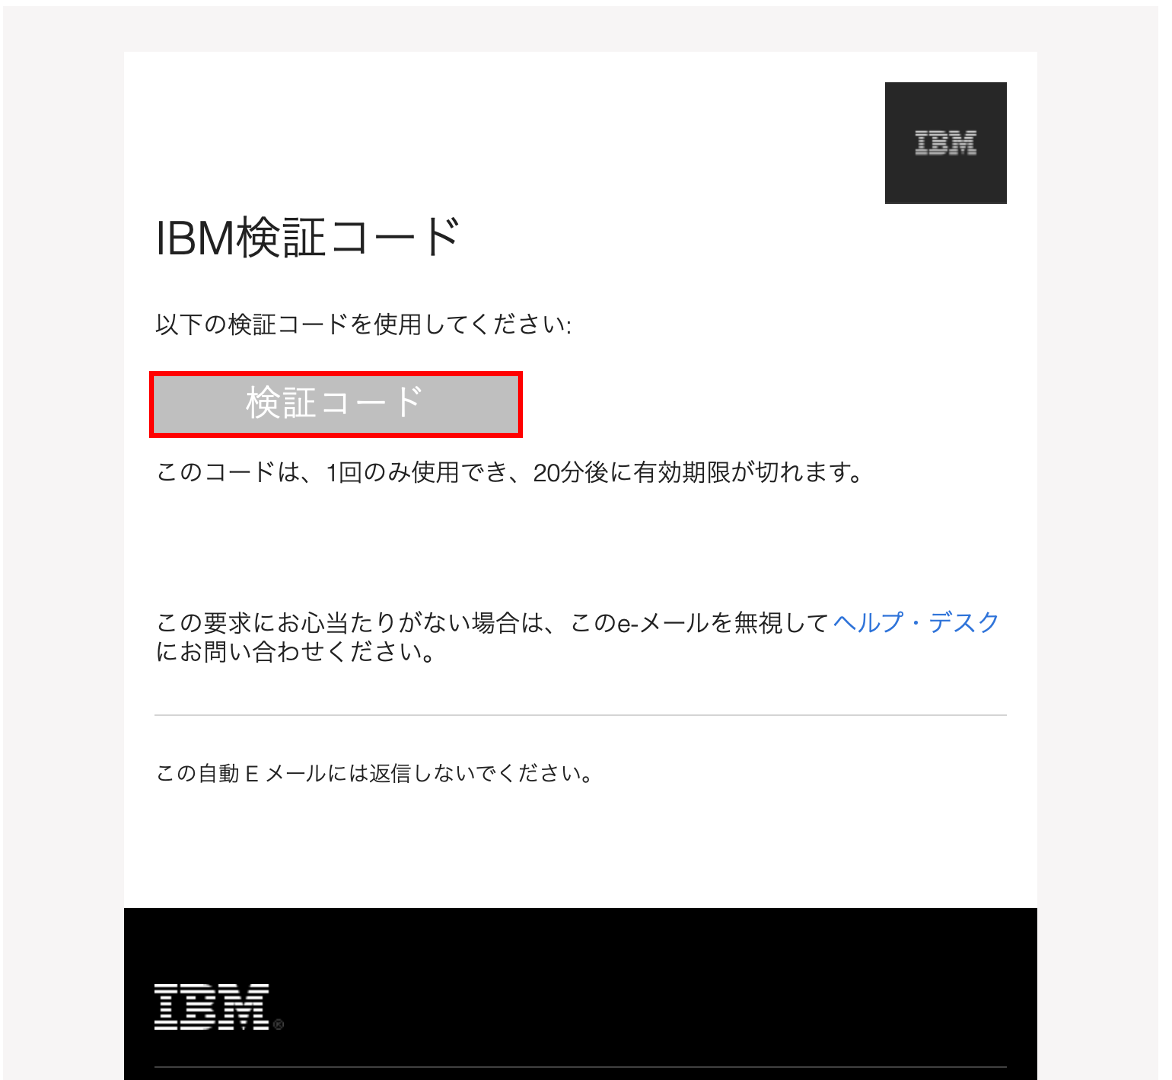 IBM
IBM検証コード
以下の検証コードを使用してください:
検証コード
このコードは、1回のみ使用でき、20分後に有効期限が切れます。
この要求にお心当たりがない場合は、このe-メールを無視してヘルプ・デスク
にお問い合わせください。
この自動 E メールには返信しないでください。
IBM®